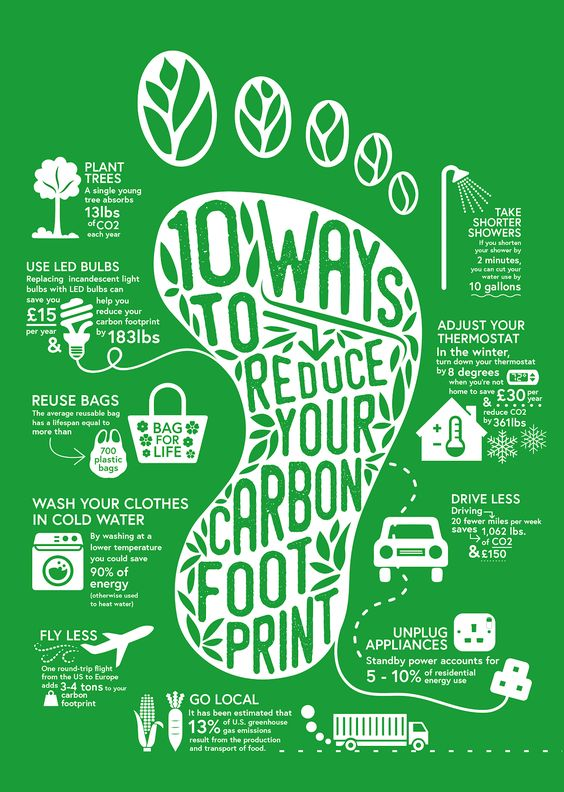 10 WAYS
TO
REDUCE
YOUR
CARBON
FOOT
PRINT
PLANT
TREES
A single young
tree absorbs
13lbs
of CO2
each year
USE LED BULBS
Replacing incandescent light
bulbs with LED bulbs can
save you
£15
per year
&
help you
reduce your
carbon footprint
by 183lbs
REUSE BAGS
The average reusable bag
has a lifespan equal to
more than
700
plastic
bags
BAG
FOR
LIFE
WASH YOUR CLOTHES
IN COLD WATER
By washing at a
lower temperature
you could save
90% of
energy
(otherwise used
to heat water)
FLY LESS
One round-trip flight
from the US to Europe
adds 3-4 tons to your
carbon
footprint
GO LOCAL
It has been estimated that
13% of U.S. greenhouse
gas emissions
result from the production
and transport of food.
TAKE
SHORTER
SHOWERS
If you shorten
your shower by
2 minutes,
you can cut your
water use by
10 gallons
ADJUST YOUR
THERMOSTAT
In the winter,
turn down your thermostat
by 8 degrees
when you're not
home to save
& £30 per
year
reduce CO2
by 361lbs
DRIVE LESS
Driving
20 fewer miles per week
saves 1,062 lbs.
of CO2
& £150
UNPLUG
APPLIANCES
Standby power accounts for
5 - 10% of residential
energy use